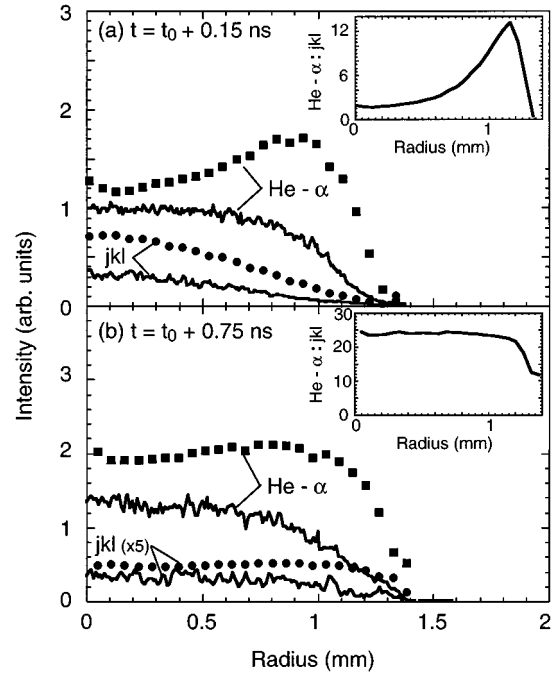 3
(a) t = t0 + 0.15 ns
12
He - α : jkl
6
0
0
1
Radius (mm)
2
1
He - α
jkl
0
Intensity (arb. units)
(b) t = t0 + 0.75 ns
30
He - α : jkl
20
10
0
0
1
Radius (mm)
3
2
He - α
1
jkl (x5)
0
0
0.5
1
1.5
2
Radius (mm)